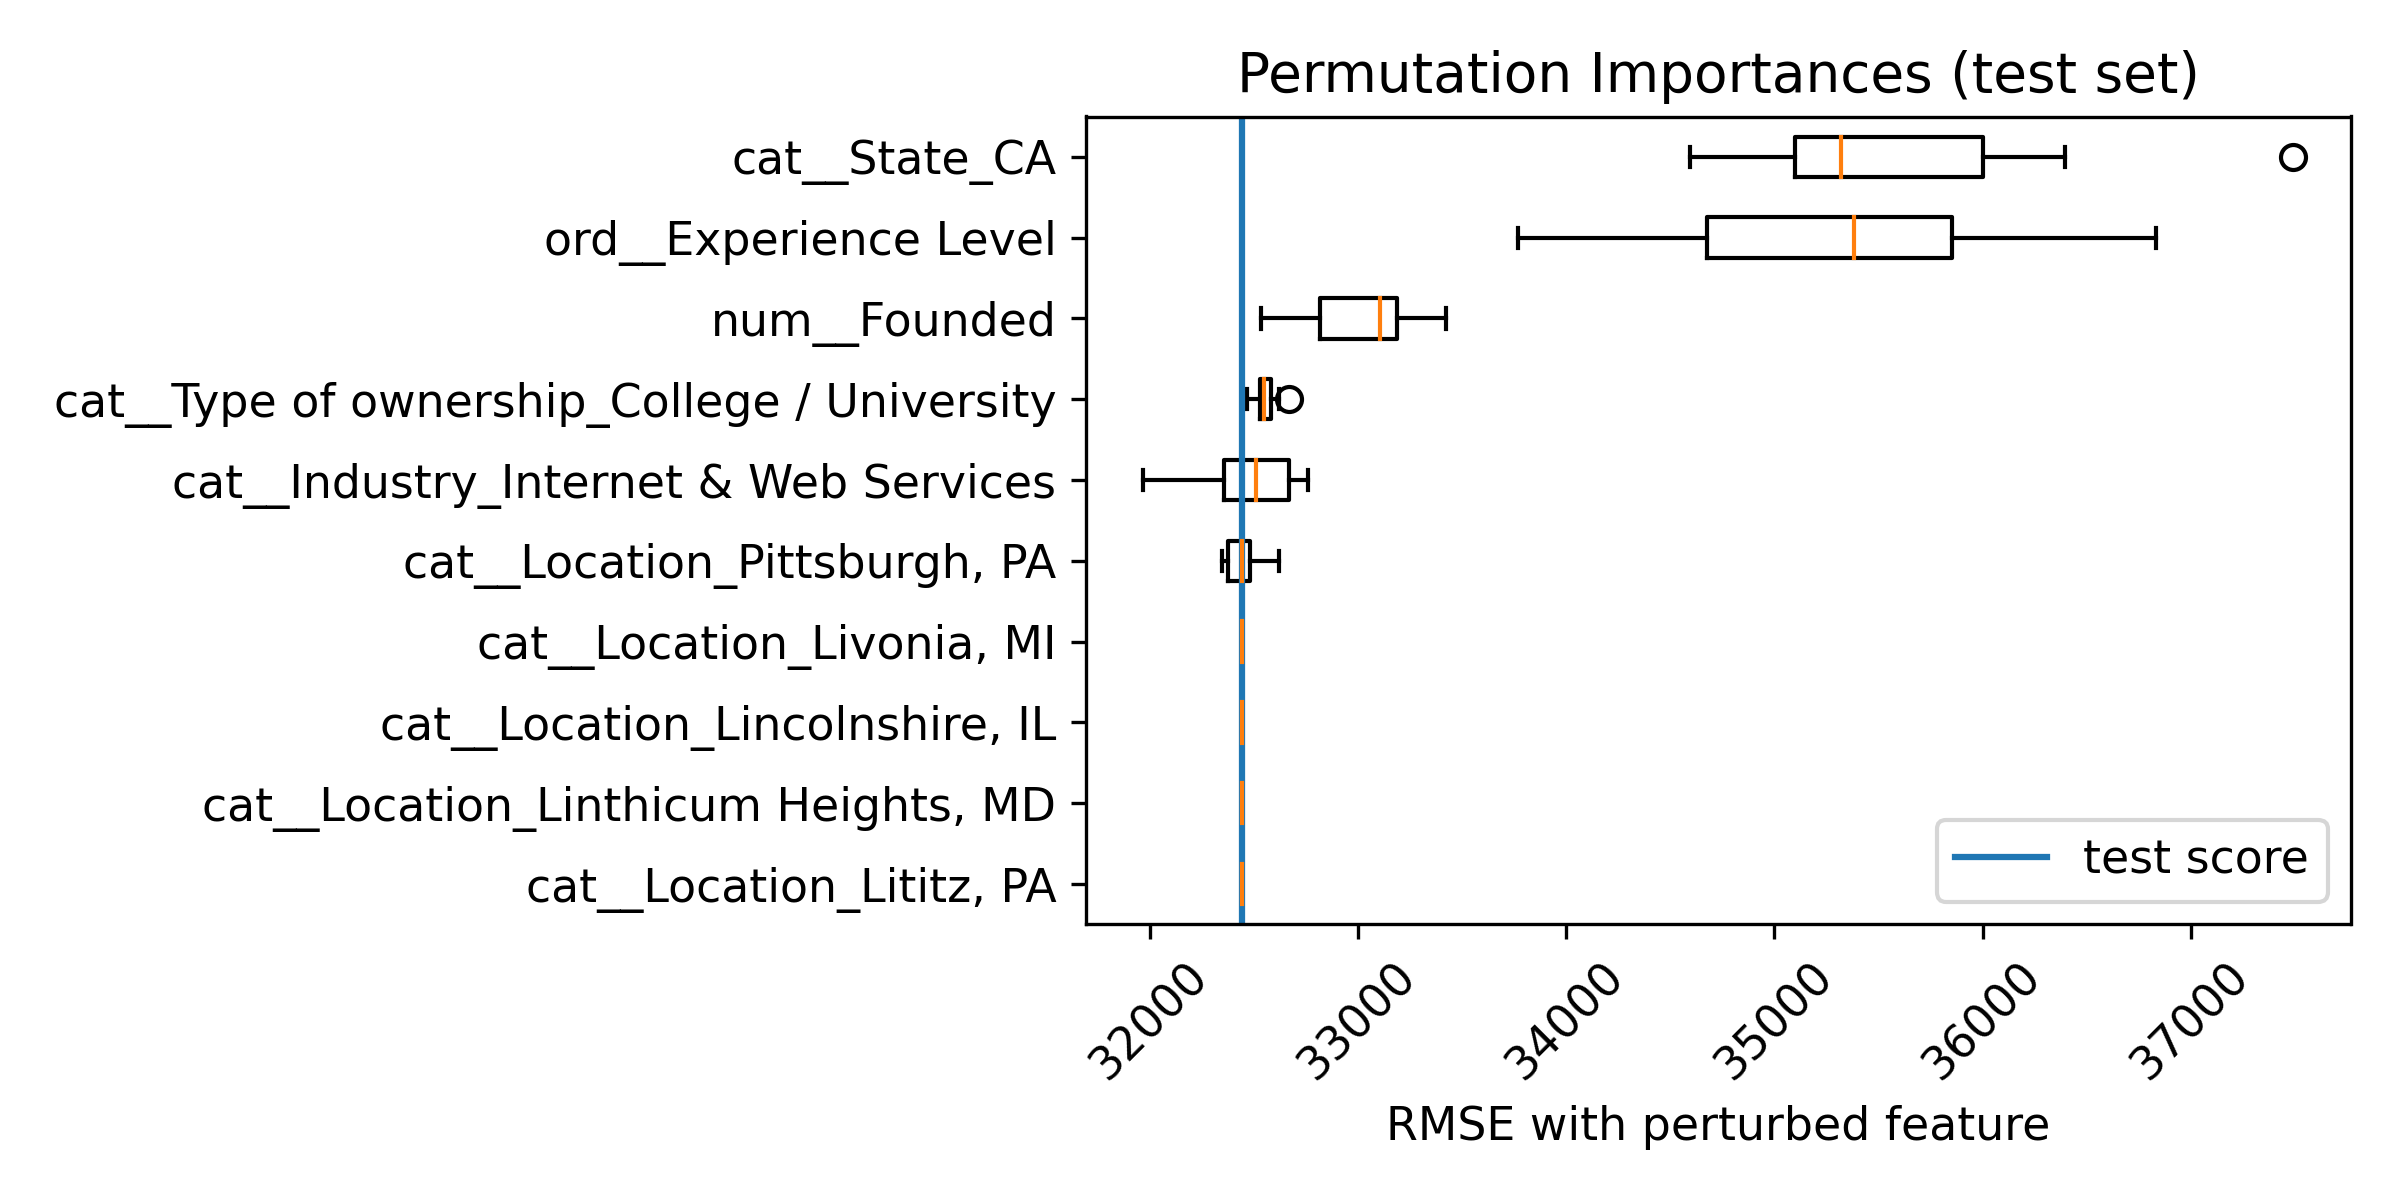 Permutation Importances (test set)
cat__State_CA
ord__Experience Level
num__Founded
cat__Type of ownership_College / University
cat__Industry_Internet & Web Services
cat__Location_Pittsburgh, PA
cat__Location_Livonia, MI
cat__Location_Lincolnshire, IL
cat__Location_Linthicum Heights, MD
cat__Location_Lititz, PA
test score
32000
33000
34000
35000
36000
37000
RMSE with perturbed feature